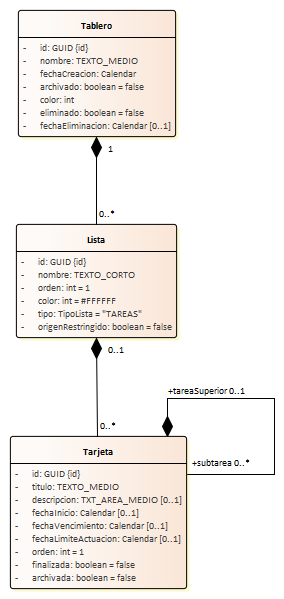 Tablero
- id: GUID {id}
- nombre: TEXTO_MEDIO
- fechaCreacion: Calendar
- archivado: boolean = false
- color: int
- eliminado: boolean = false
- fechaEliminacion: Calendar [0..1]
1
0..*
Lista
- id: GUID {id}
- nombre: TEXTO_CORTO
- orden: int = 1
- color: int = #FFFFFF
- tipo: TipoLista = "TAREAS"
- origenRestringido: boolean = false
0..1
0..*
+tareaSuperior 0..1
+subtarea 0..*
Tarjeta
- id: GUID {id}
- titulo: TEXTO_MEDIO
- descripcion: TXT_AREA_MEDIO [0..1]
- fechaInicio: Calendar [0..1]
- fechaVencimiento: Calendar [0..1]
- fechaLimiteActuacion: Calendar [0..1]
- orden: int = 1
- finalizada: boolean = false
- archivada: boolean = false